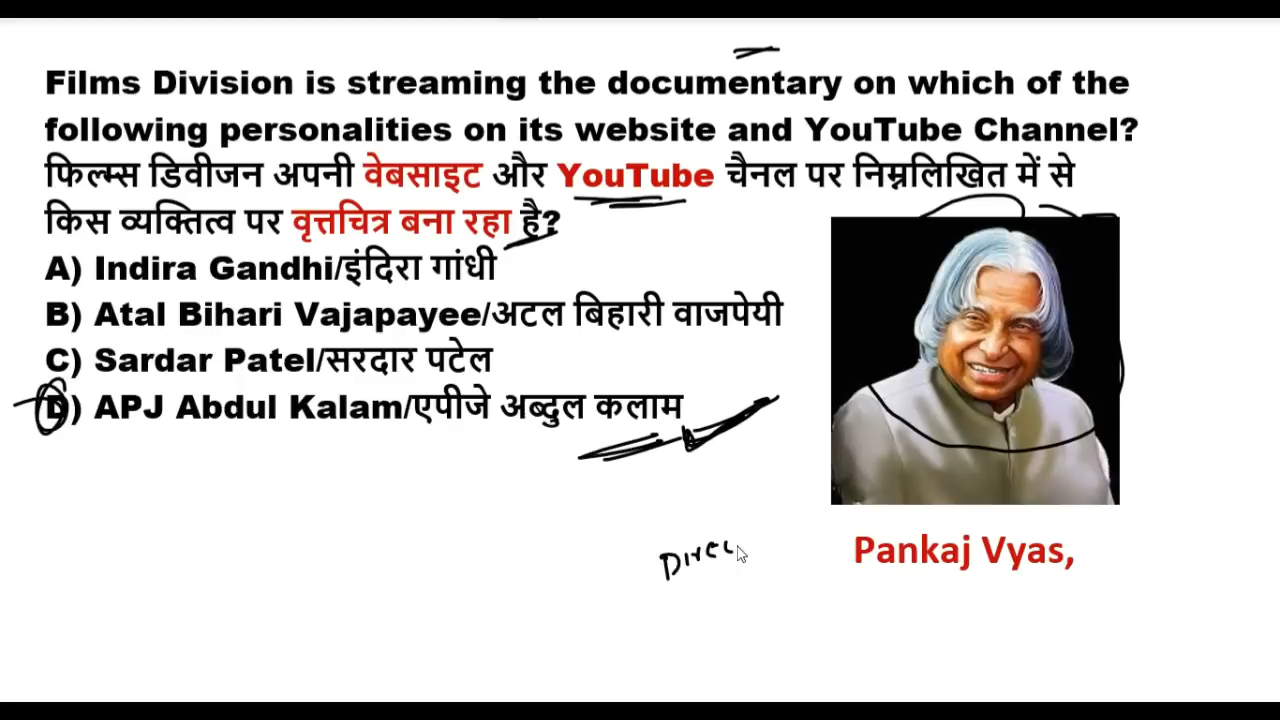 Films Division is streaming the documentary on which of the
following personalities on its website and YouTube Channel?
फिल्म्स डिवीजन अपनी वेबसाइट और YouTube चैनल पर निम्नलिखित में से
किस व्यक्तित्व पर वृत्तचित्र बना रहा है?
A) Indira Gandhi/इंदिरा गांधी
B) Atal Bihari Vajapayee/अटल बिहारी वाजपेयी
C) Sardar Patel/सरदार पटेल
D) APJ Abdul Kalam/एपीजे अब्दुल कलाम
Pankaj Vyas,